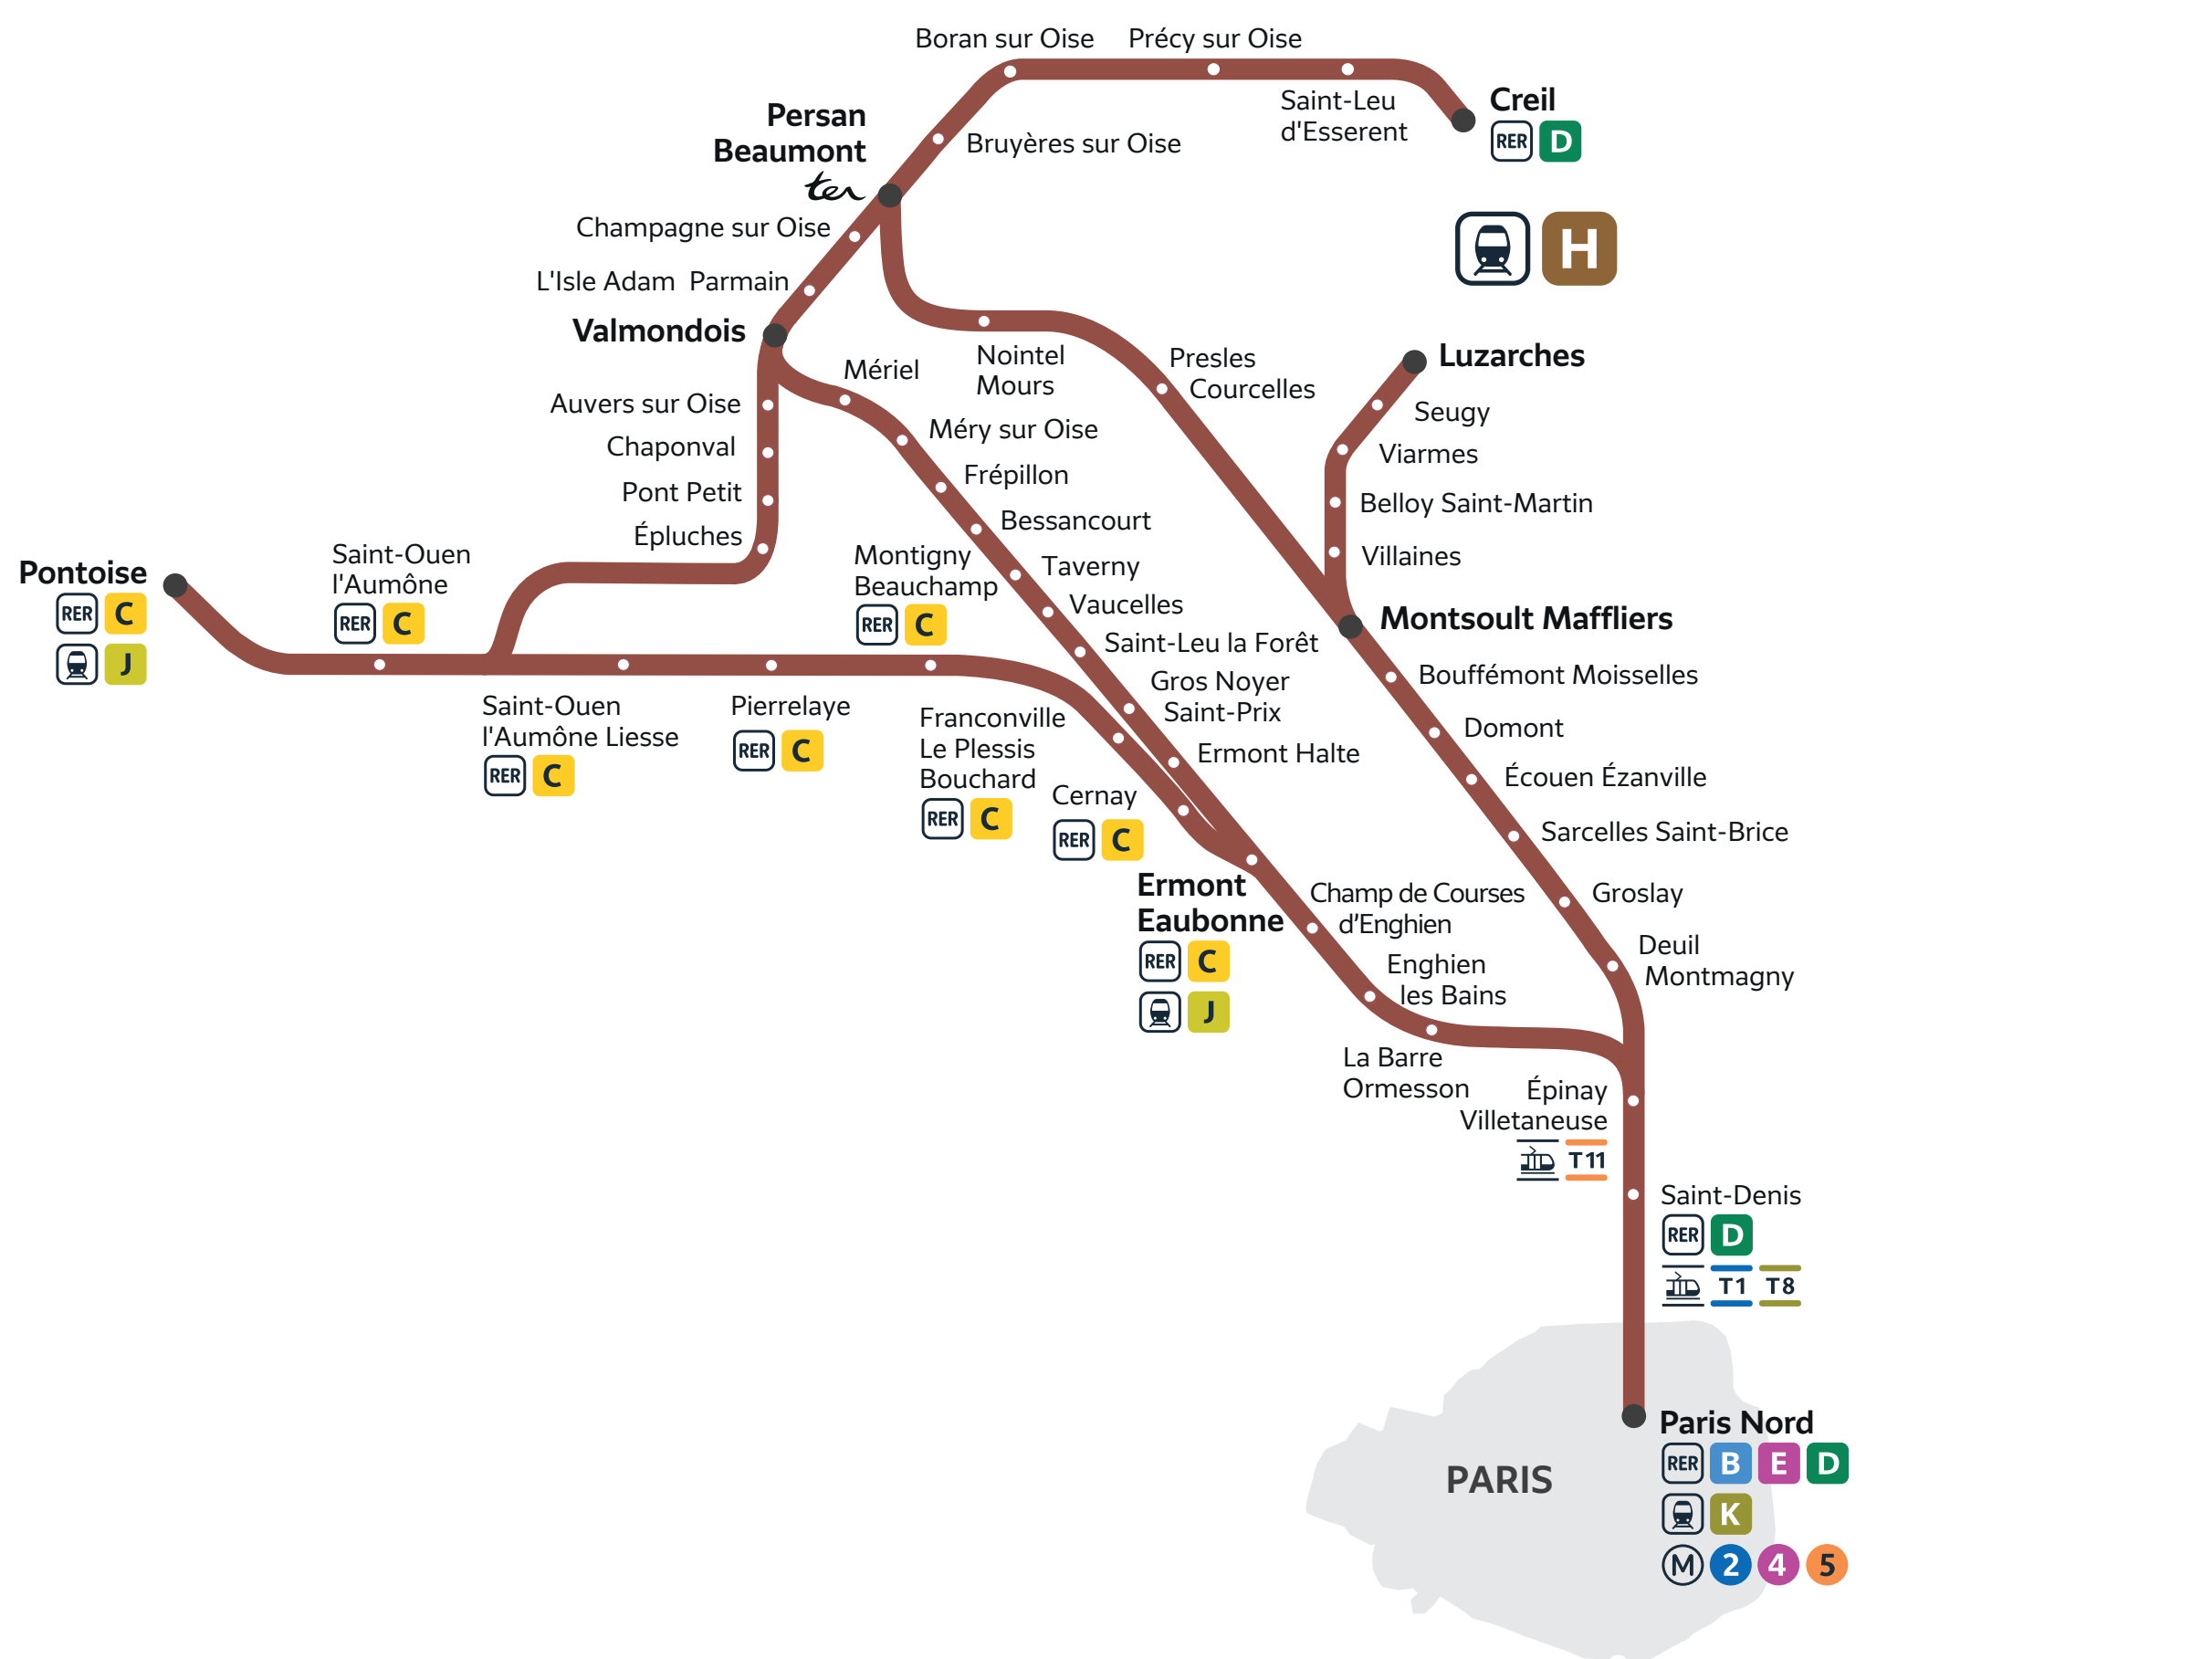 Boran sur Oise
Précy sur Oise
Saint-Leu
d'Esserent
Creil
RER D
Persan
Beaumont
ter
Bruyères sur Oise
Champagne sur Oise
L'Isle Adam Parmain
H
Valmondois
Nointel
Mours
Presles
Courcelles
Luzarches
Mériel
Seugy
Auvers sur Oise
Méry sur Oise
Viarmes
Chaponval
Frépillon
Pont Petit
Belloy Saint-Martin
Bessancourt
Épluches
Villaines
Saint-Ouen
l'Aumône
RER C
Montigny
Beauchamp
RER C
Taverny
Pontoise
RER C
J
Vaucelles
Montsoult Maffliers
Saint-Leu la Forêt
Gros Noyer
Saint-Prix
Bouffémont Moisselles
Saint-Ouen
l'Aumône Liesse
RER C
Pierrelaye
RER C
Franconville
Le Plessis
Bouchard
RER C
Domont
Ermont Halte
Écouen Ézanville
Cernay
RER C
Sarcelles Saint-Brice
Ermont
Eaubonne
RER C
J
Champ de Courses
d'Enghien
Groslay
Deuil
Montmagny
Enghien
les Bains
La Barre
Ormesson
Épinay
Villetaneuse
T11
Saint-Denis
RER D
T1 T8
Paris Nord
RER B E D
K
M 2 4 5
PARIS